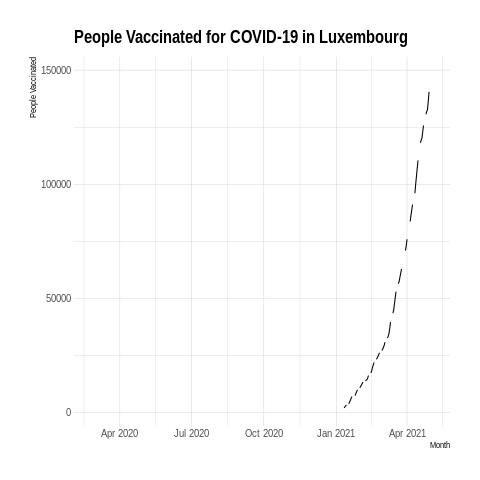 People Vaccinated for COVID-19 in Luxembourg
People Vaccinated
150000
100000
50000
0
Apr 2020
Jul 2020
Oct 2020
Jan 2021
Apr 2021
Month